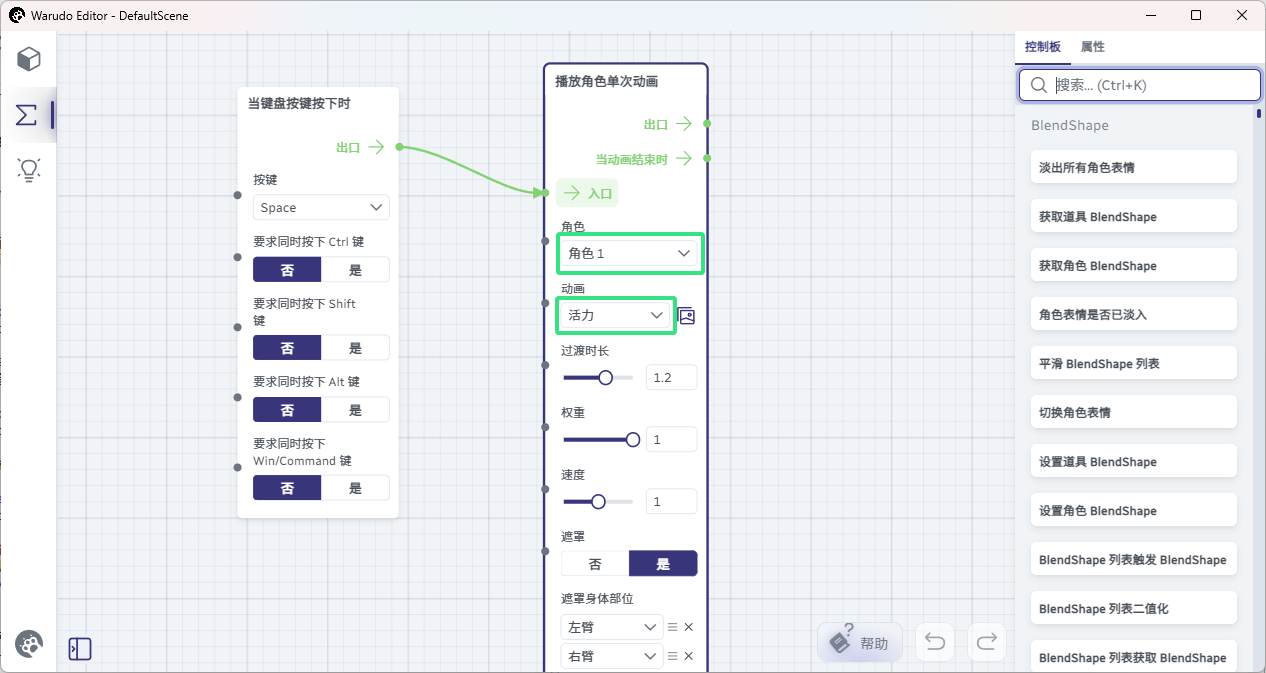 Warudo Editor - DefaultScene
当键盘按键按下时
出口
按键
Space
要求同时按下 Ctrl 键
否 是
要求同时按下 Shift
键
否 是
要求同时按下 Alt 键
否 是
要求同时按下
Win/Command 键
否 是
播放角色单次动画
出口
当动画结束时
入口
角色
角色 1
动画
活力
过渡时长
1.2
权重
1
速度
1
遮罩
否 是
遮罩身体部位
左臂
右臂
?
帮助
控制板 属性
搜索... (Ctrl+K)
BlendShape
淡出所有角色表情
获取道具 BlendShape
获取角色 BlendShape
角色表情是否已淡入
平滑 BlendShape 列表
切换角色表情
设置道具 BlendShape
设置角色 BlendShape
BlendShape 列表触发 BlendShape
BlendShape 列表二值化
BlendShape 列表获取 BlendShape